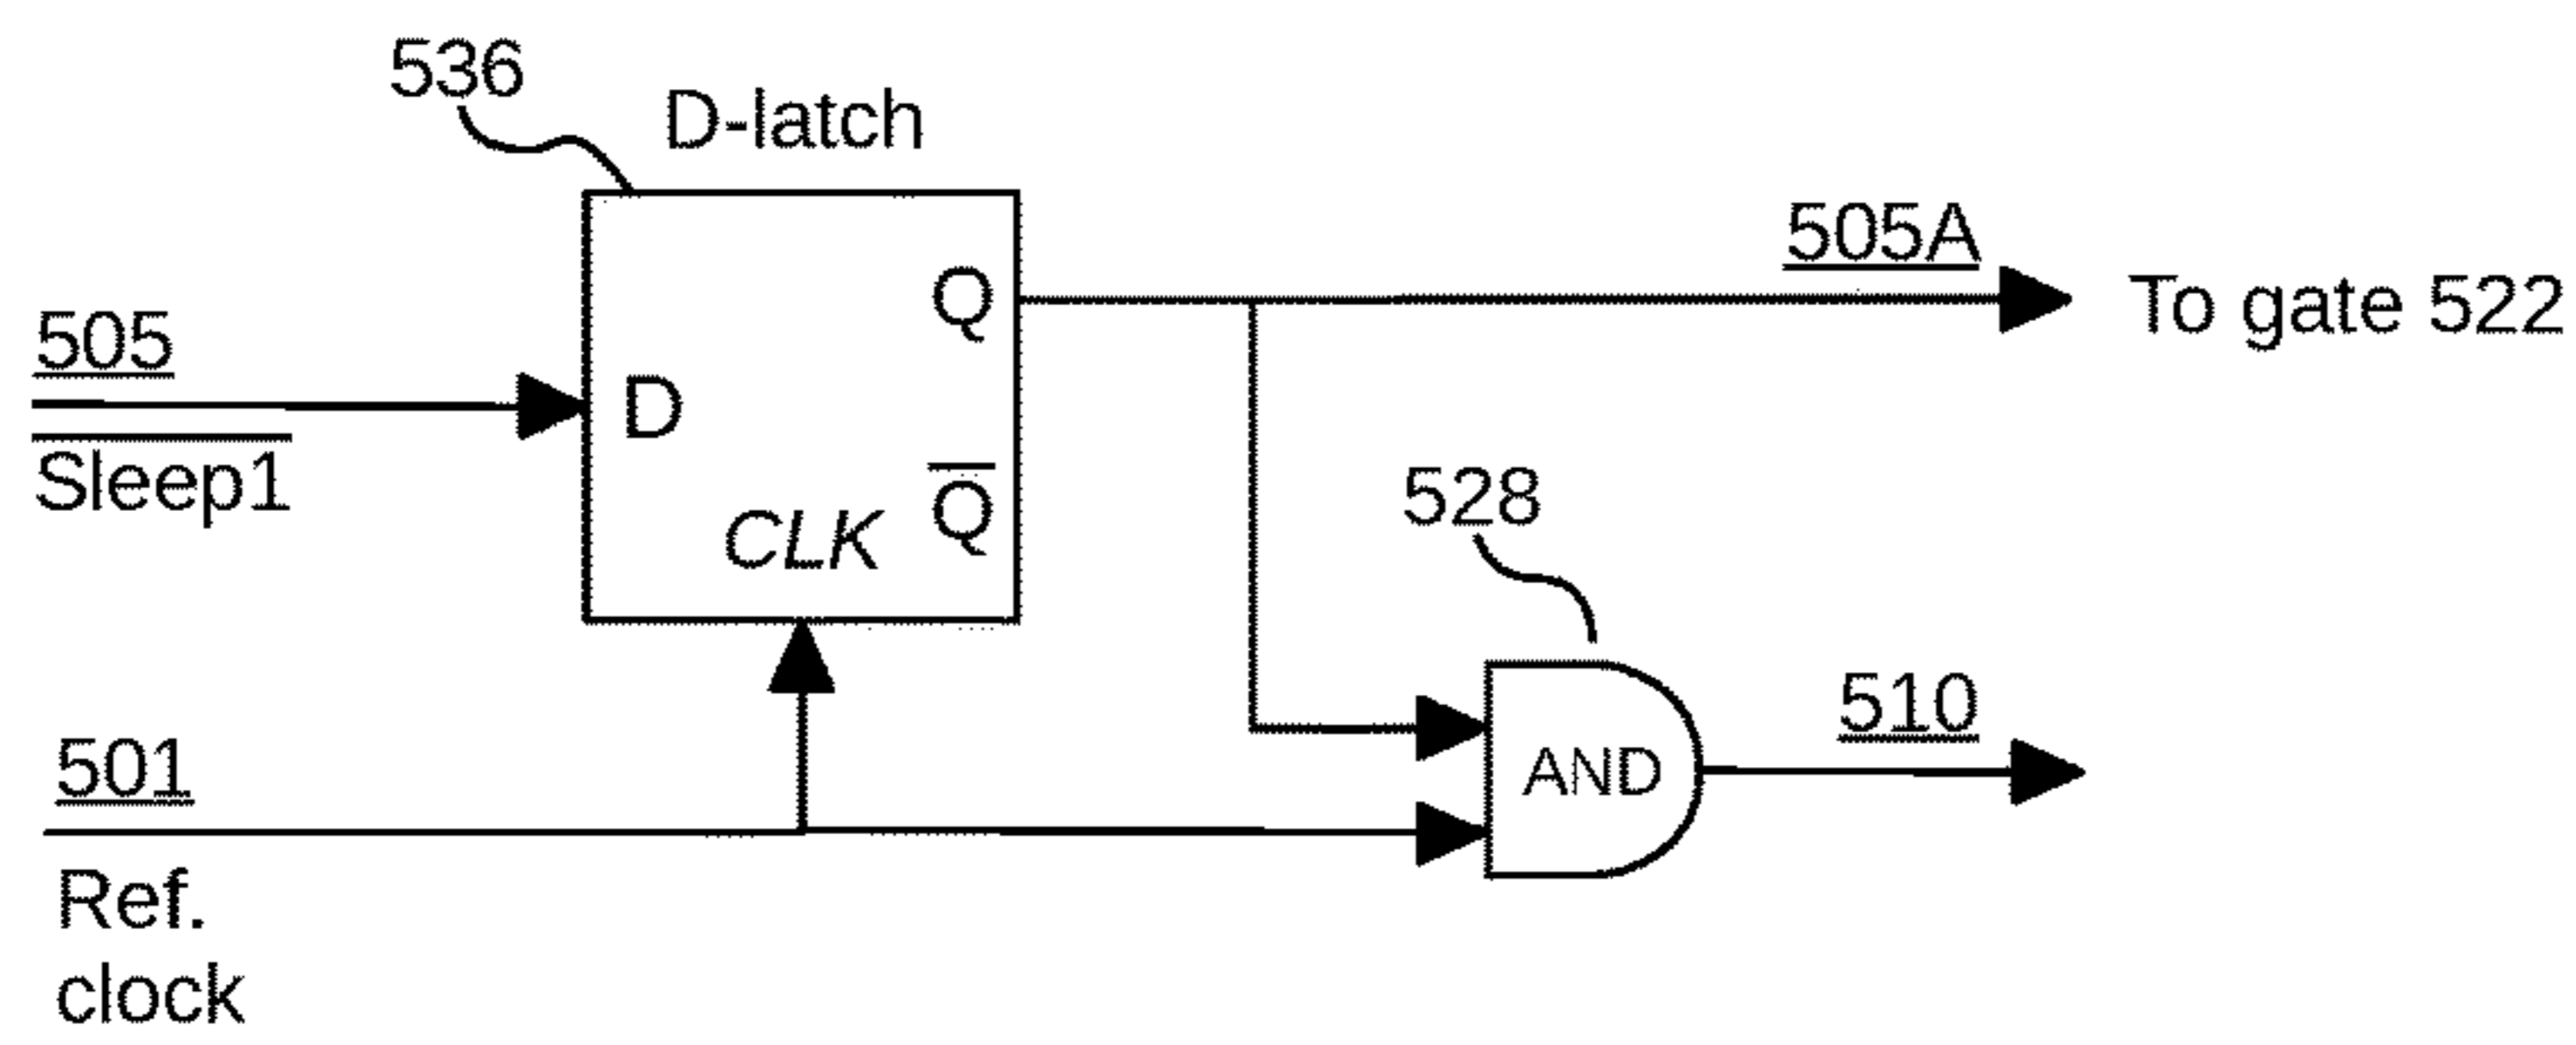 536
D-latch
505A
Q
To gate 522
505
D
Sleep1
Q
CLK
528
510
501
AND
Ref.
clock